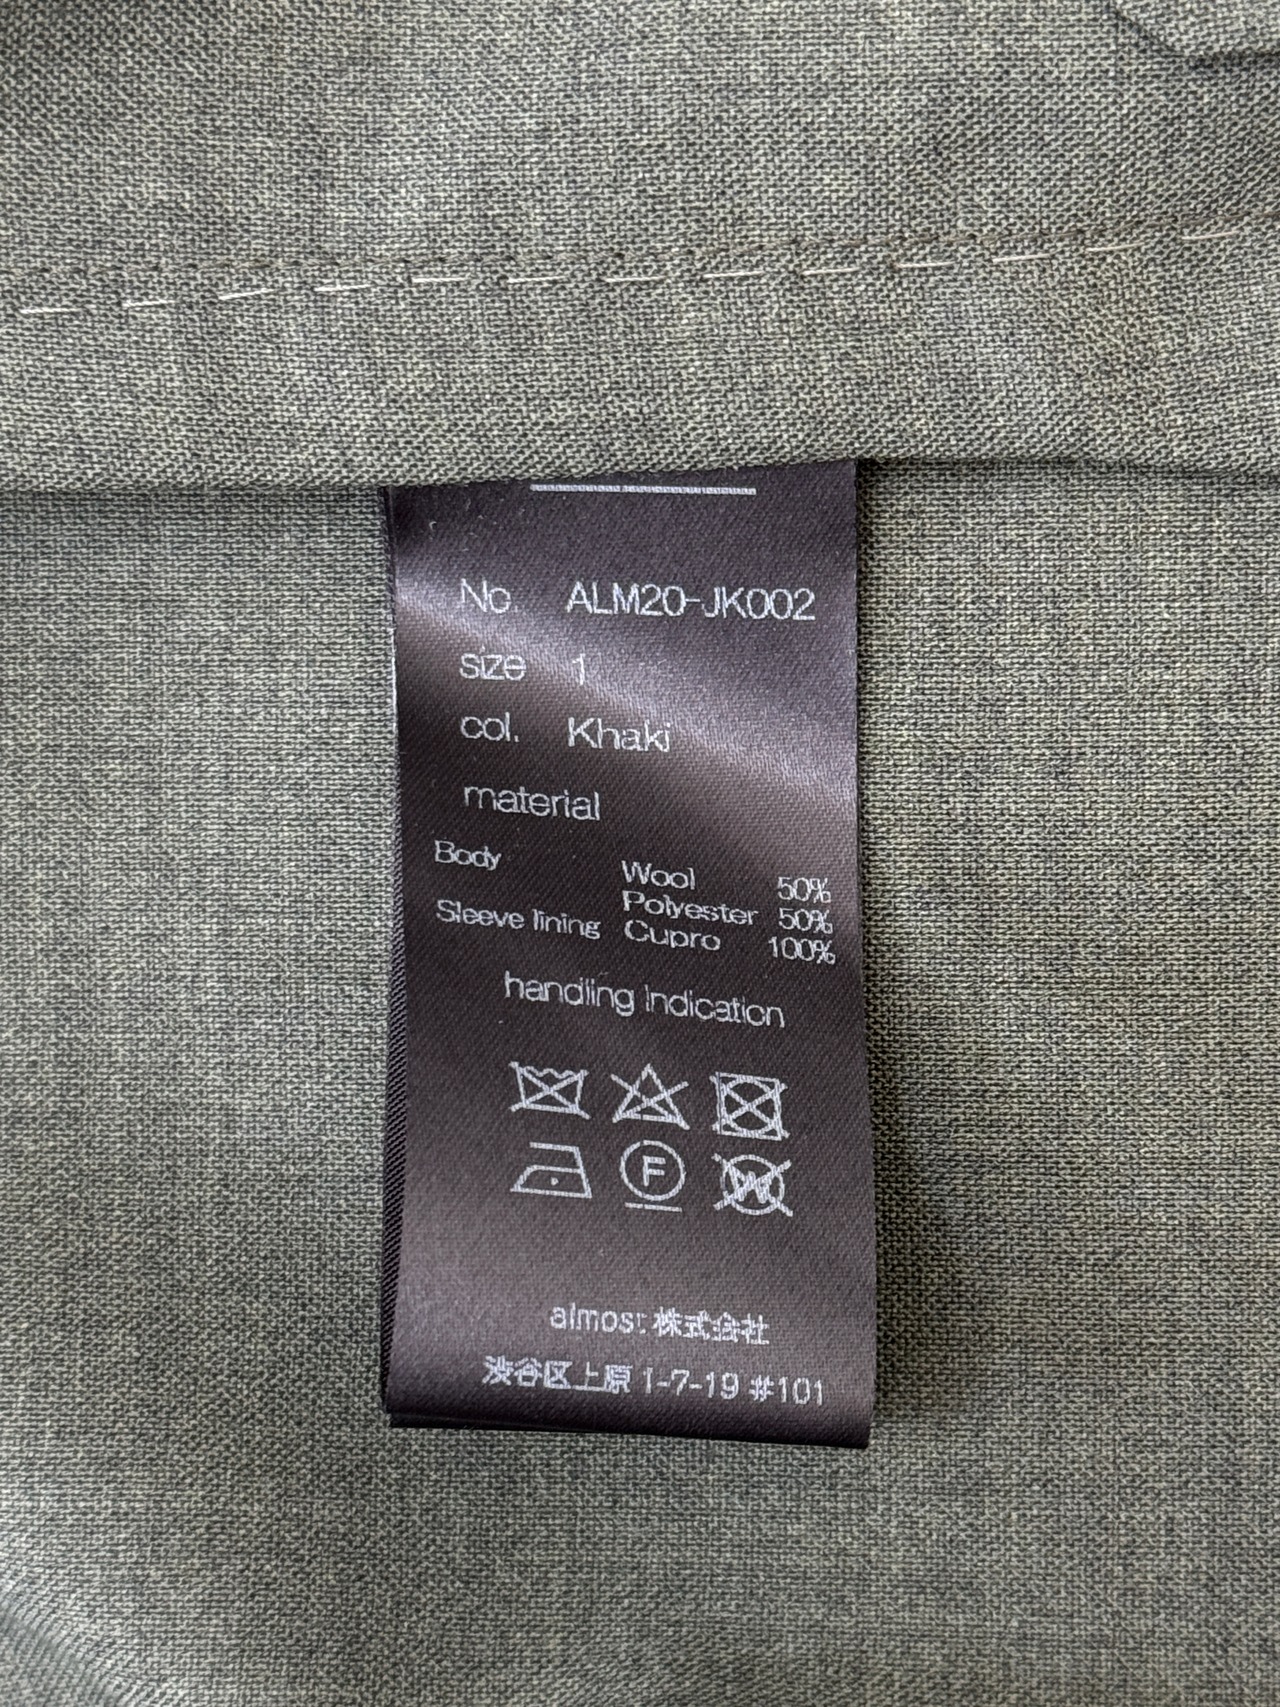 No. ALM20-JK002
size 1
col. Khaki
material
Body Wool 50%
Polyester 50%
Sleeve lining Cupro 100%
handling Indication
F W
almost 株式会社
渋谷区上原 1-7-19 #101